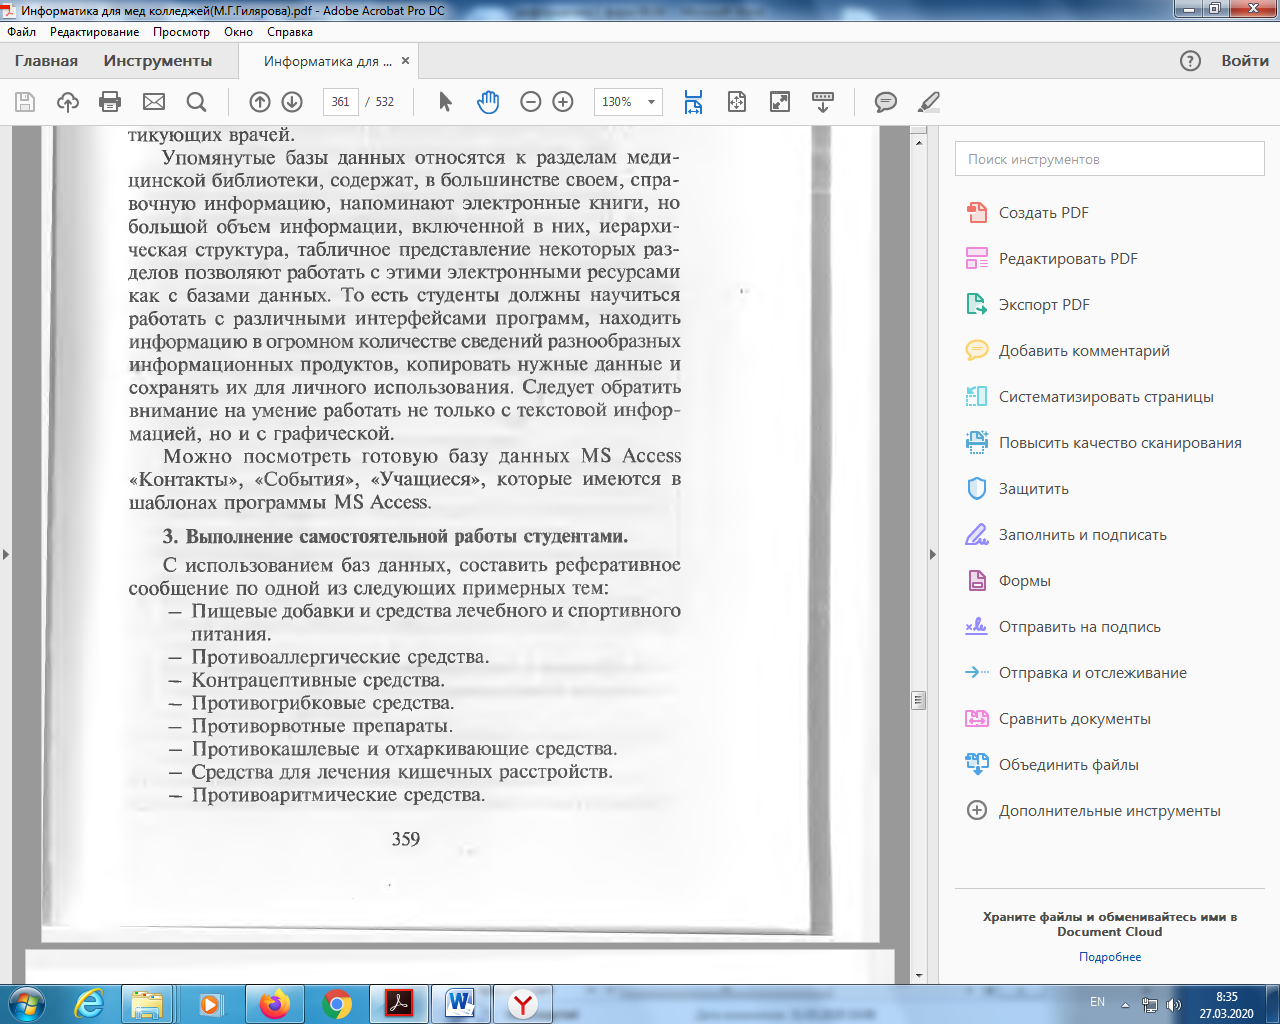 Информатика для мед колледжей(М.Г.Гилярова).pdf - Adobe Acrobat Pro DC
Файл Редактирование Просмотр Окно Справка
Главная Инструменты Информатика для ... × Войти
361 / 532 130%
тикующих врачей.
Упомянутые базы данных относятся к разделам меди-
цинской библиотеки, содержат, в большинстве своем, спра-
вочную информацию, напоминают электронные книги, но
большой объем информации, включенной в них, иерархи-
ческая структура, табличное представление некоторых раз-
делов позволяют работать с этими электронными ресурсами
как с базами данных. То есть студенты должны научиться
работать с различными интерфейсами программ, находить
информацию в огромном количестве сведений разнообразных
информационных продуктов, копировать нужные данные и
сохранять их для личного использования. Следует обратить
внимание на умение работать не только с текстовой инфор-
мацией, но и с графической.
Можно посмотреть готовую базу данных MS Access
«Контакты», «События», «Учащиеся», которые имеются в
шаблонах программы MS Access.
3. Выполнение самостоятельной работы студентами.
С использованием баз данных, составить реферативное
сообщение по одной из следующих примерных тем:
– Пищевые добавки и средства лечебного и спортивного
питания.
– Противоаллергические средства.
– Контрацептивные средства.
– Противогрибковые средства.
– Противорвотные препараты.
– Противокашлевые и отхаркивающие средства.
– Средства для лечения кишечных расстройств.
– Противоаритмические средства.
359
Поиск инструментов
Создать PDF
Редактировать PDF
Экспорт PDF
Добавить комментарий
Систематизировать страницы
Повысить качество сканирования
Защитить
Заполнить и подписать
Формы
Отправить на подпись
Отправка и отслеживание
Сравнить документы
Объединить файлы
Дополнительные инструменты
Храните файлы и обменивайтесь ими в
Document Cloud
Подробнее
EN
8:35
27.03.2020